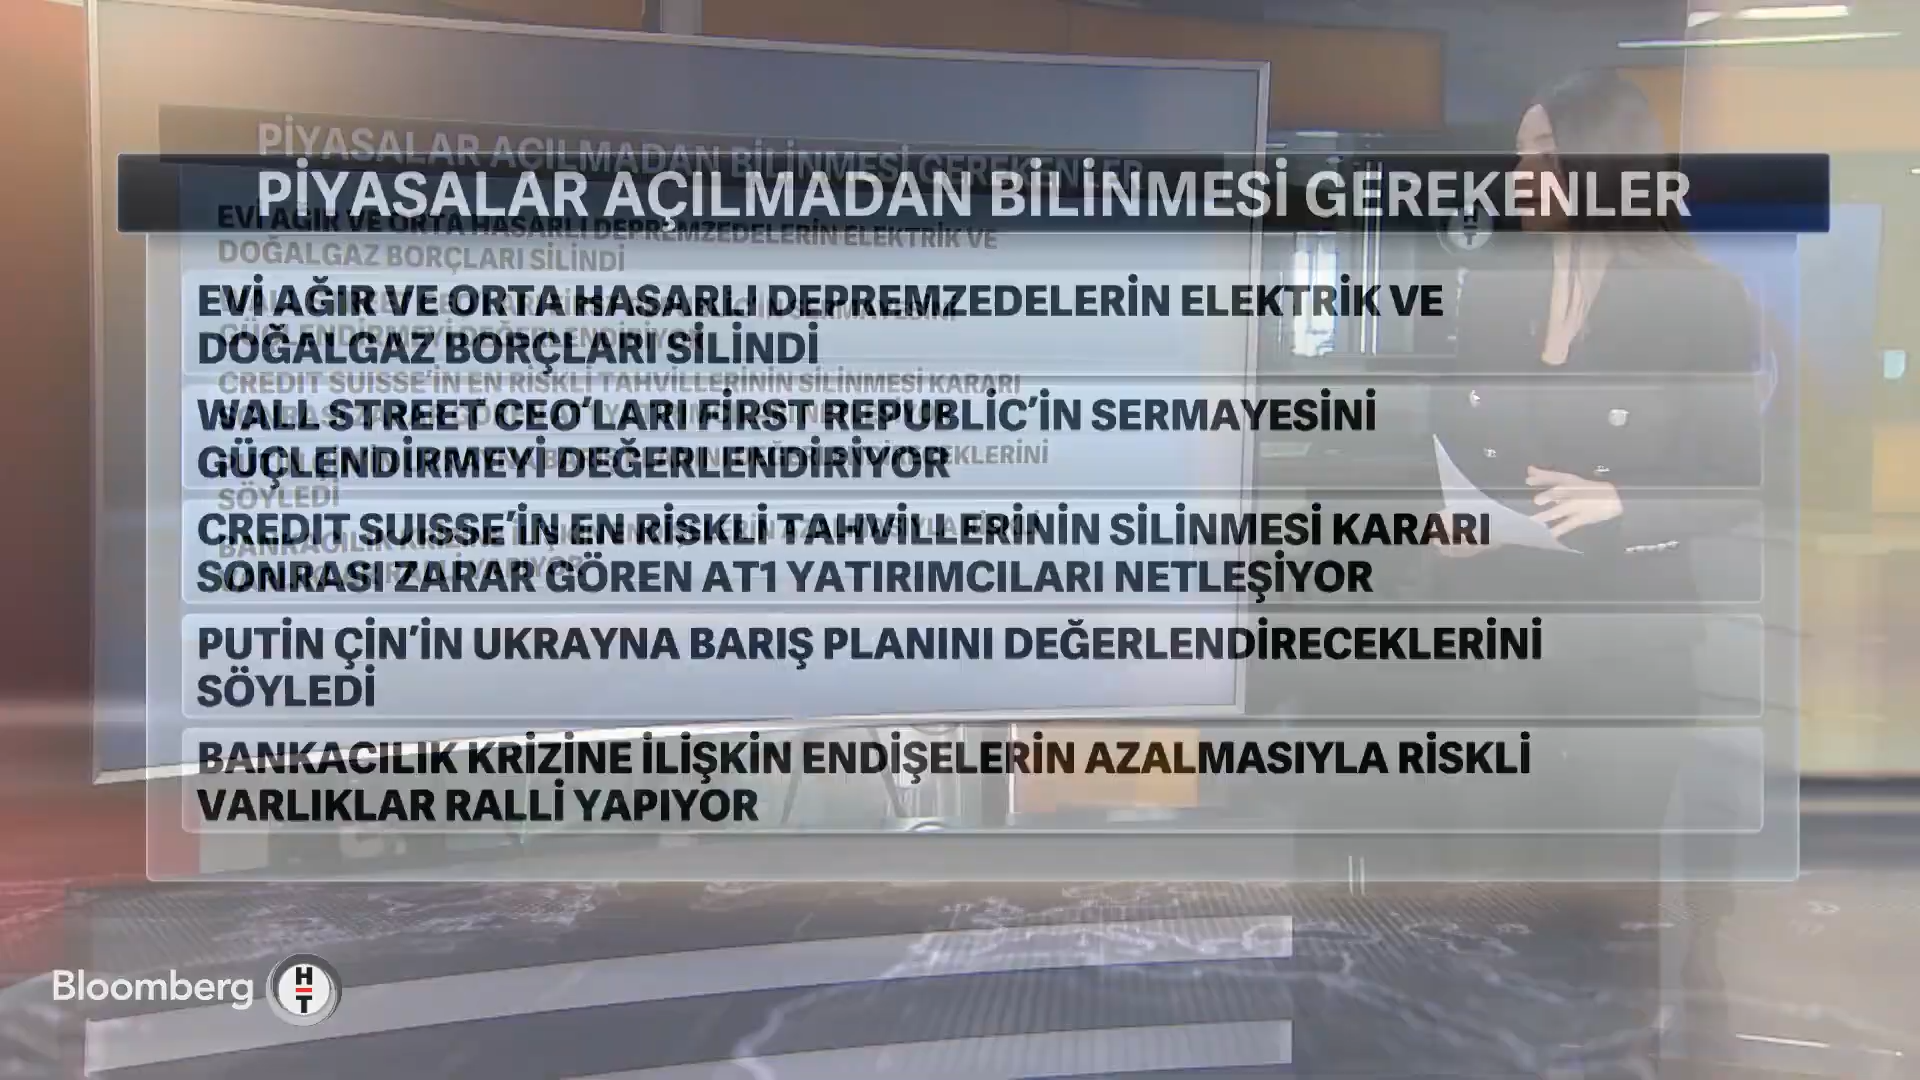 PİYASALAR AÇILMADAN BİLİNMESİ GEREKENLER
EVİ AĞIR VE ORTA HASARLI DEPREMZEDELERİN ELEKTRİK VE
DOĞALGAZ BORÇLARI SİLİNDİ
WALL STREET CEO'LARI FİRST REPUBLİC'İN SERMAYESİNİ
GÜÇLENDİRMEYİ DEĞERLENDİRİYOR
CREDIT SUISSE'İN EN RİSKLİ TAHVİLLERİNİN SİLİNMESİ KARARI
SONRASI ZARAR GÖREN AT1 YATIRIMCILARI NETLEŞİYOR
PUTİN ÇİN'İN UKRAYNA BARIŞ PLANINI DEĞERLENDİRECEKLERİNİ
SÖYLEDİ
BANKACILIK KRİZİNE İLİŞKİN ENDİŞELERİN AZALMASIYLA RİSKLİ
VARLIKLAR RALLİ YAPIYOR
Bloomberg HT